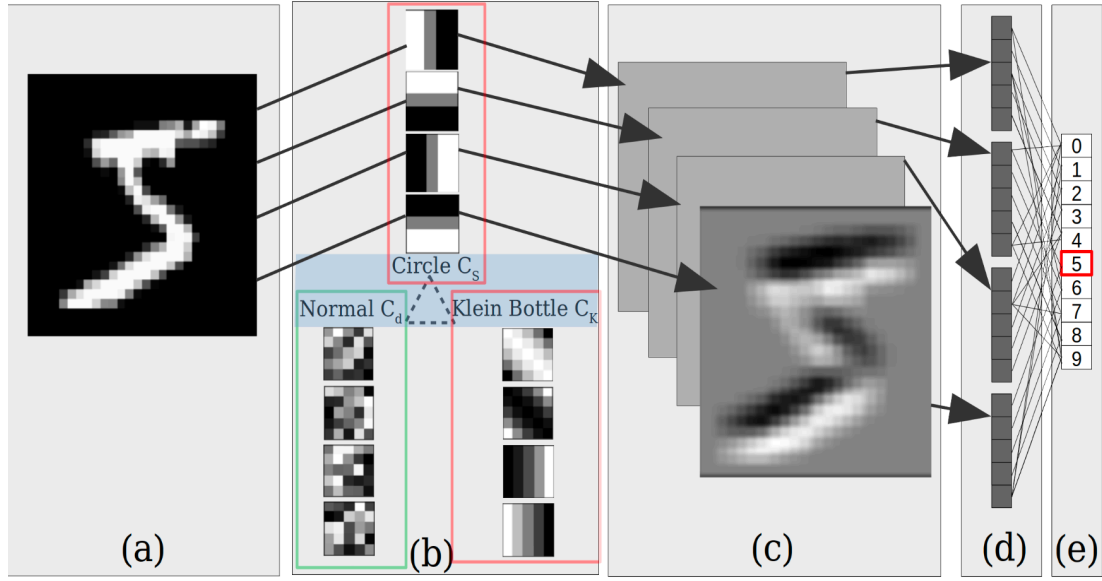 Circle C_S
Normal C_d
Klein Bottle C_K
0
1
2
3
4
5
6
7
8
9
(a)
(b)
(c)
(d)
(e)